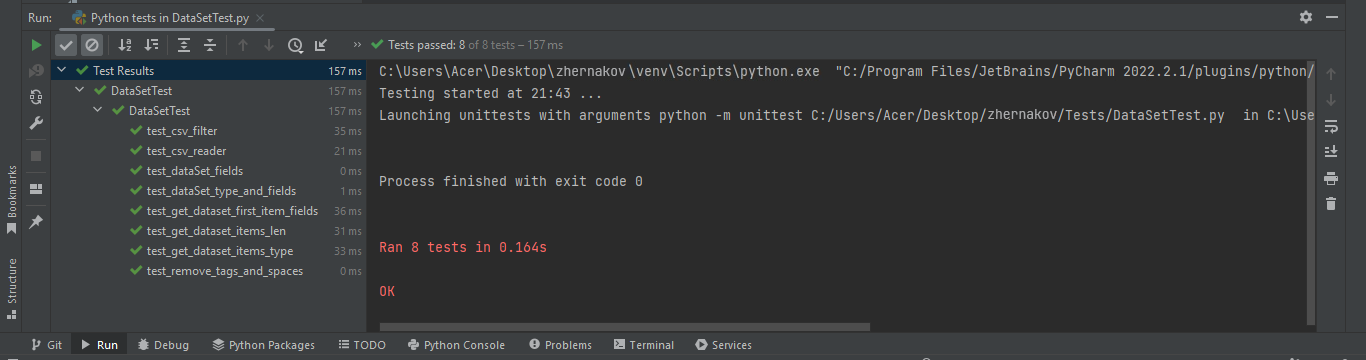 Run: Python tests in DataSetTest.py
Tests passed: 8 of 8 tests – 157 ms
Test Results 157 ms
DataSetTest 157 ms
DataSetTest 157 ms
test_csv_filter 35 ms
test_csv_reader 21 ms
test_dataSet_fields 0 ms
test_dataSet_type_and_fields 1 ms
test_get_dataset_first_item_fields 36 ms
test_get_dataset_items_len 31 ms
test_get_dataset_items_type 33 ms
test_remove_tags_and_spaces 0 ms
C:\Users\Acer\Desktop\zhernakov\venv\Scripts\python.exe "C:/Program Files/JetBrains/PyCharm 2022.2.1/plugins/python/
Testing started at 21:43 ...
Launching unittests with arguments python -m unittest C:/Users/Acer/Desktop/zhernakov/Tests/DataSetTest.py in C:\Use
Process finished with exit code 0
Ran 8 tests in 0.164s
OK
Bookmarks
Structure
Git Run Debug Python Packages TODO Python Console Problems Terminal Services